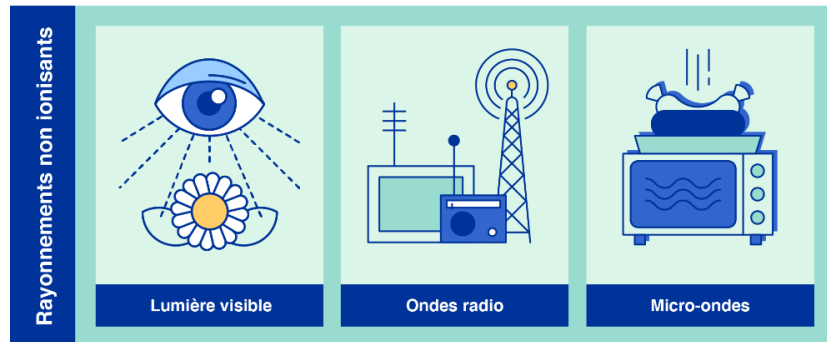 Rayonnements non ionisants
Lumière visible
Ondes radio
Micro-ondes